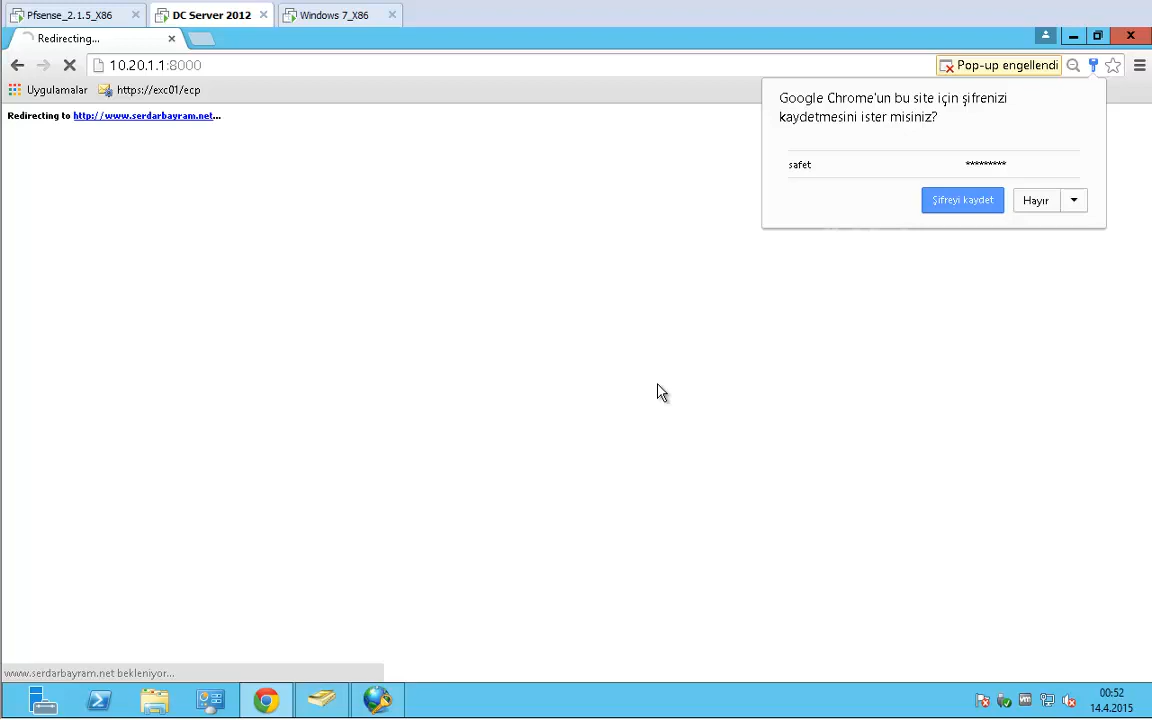 Pfsense_2.1.5_X86
DC Server 2012
Windows 7_X86
Redirecting...
10.20.1.1:8000
Pop-up engellendi
Uygulamalar
https://exc01/ecp
Redirecting to http://www.serdarbayram.net...
Google Chrome'un bu site için şifrenizi
kaydetmesini ister misiniz?
safet *********
Şifreyi kaydet
Hayır
www.serdarbayram.net bekleniyor...
00:52
14.4.2015